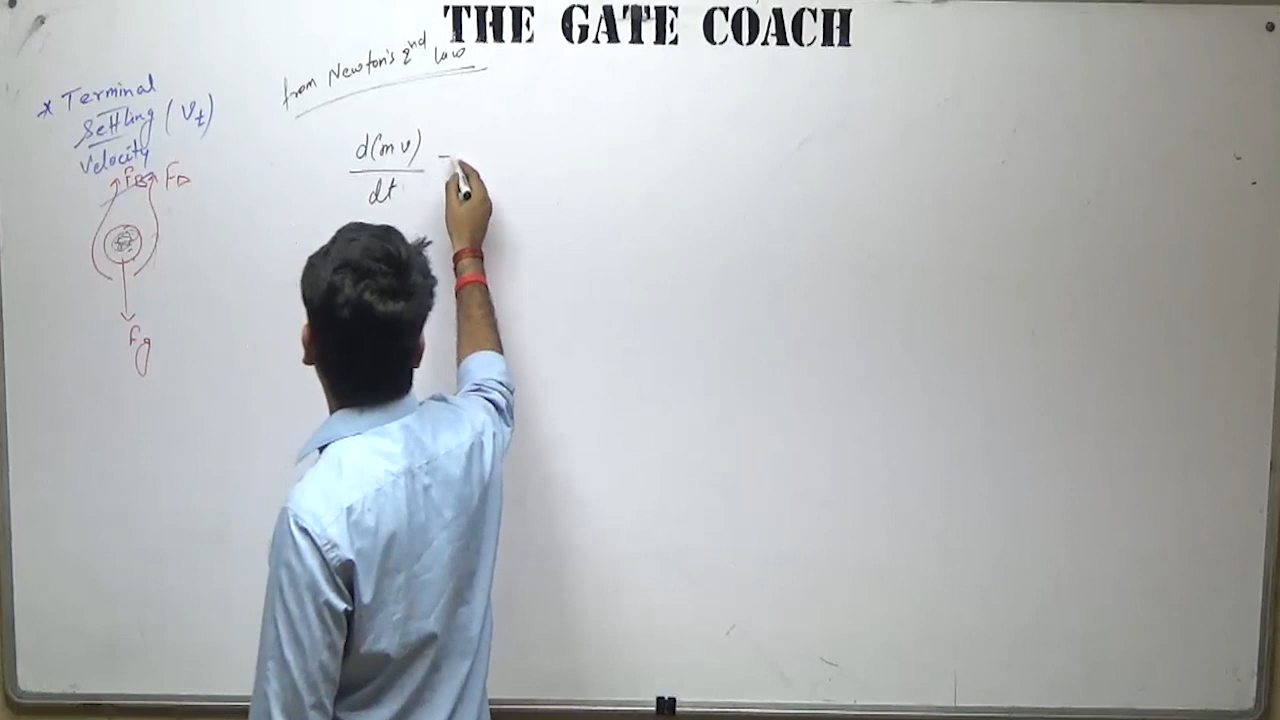 THE GATE COACH
* Terminal
Settling (Vt)
Velocity
FB FD
Fg
from Newton's 2nd law
d(mv)
dt